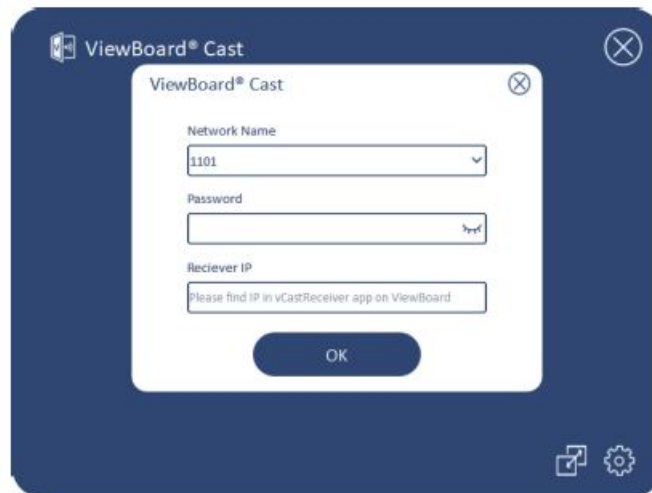 ViewBoard® Cast
ViewBoard® Cast
Network Name
1101
Password
Reciever IP
Please find IP in vCastReceiver app on ViewBoard
OK